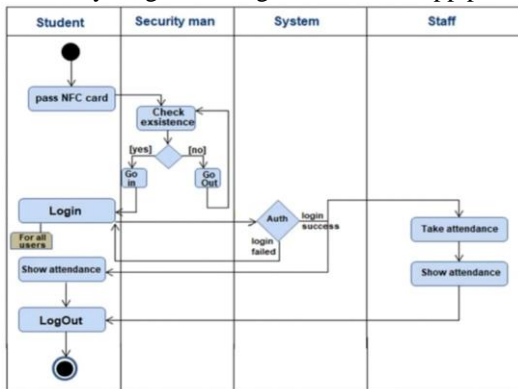 Student Security man System Staff
pass NFC card
Check
exsistence
[yes] [no]
Go
in
Go
Out
Login
Auth
login
success
login
failed
For all
users
Take attendance
Show attendance
Show attendance
LogOut